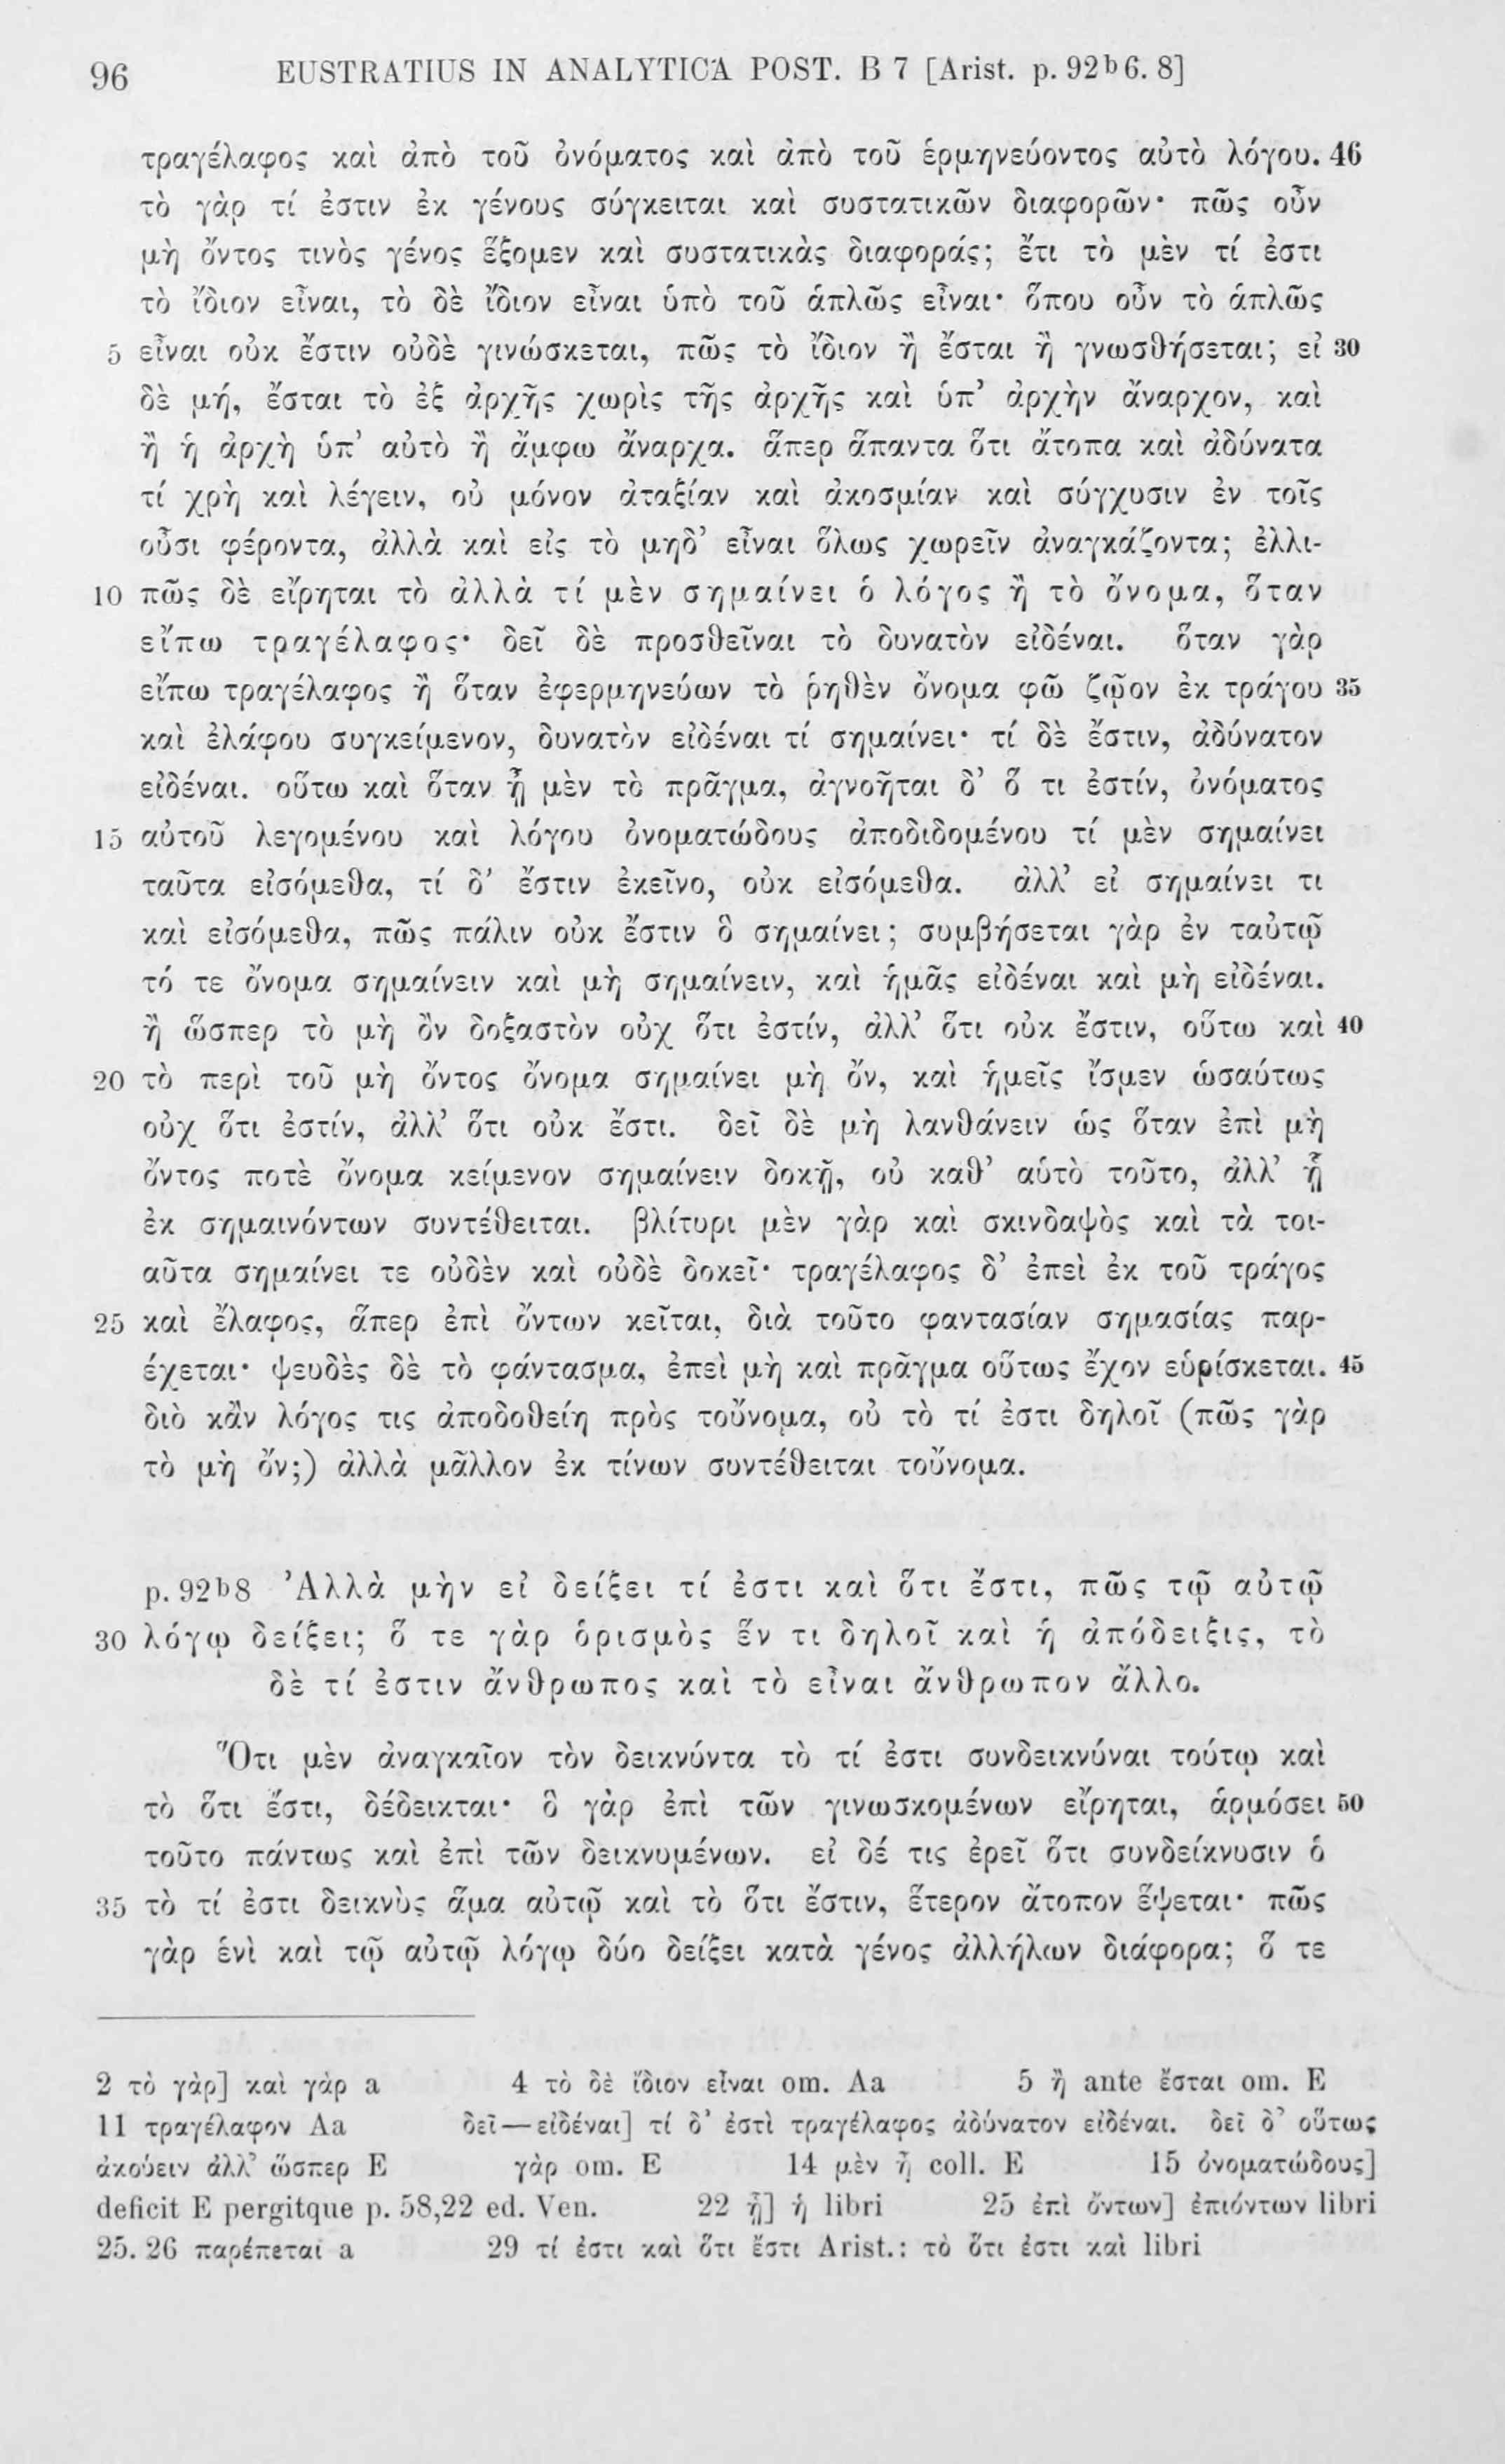 96 EUSTRATIUS IN ANALYTICA POST. B 7 [Arist. p. 92b6. 8]
τραγέλαφος καὶ ἀπὸ τοῦ ὀνόματος καὶ ἀπὸ τοῦ ἑρμηνεύοντος αὐτὸ λόγου. 46
τὸ γὰρ τί ἐστιν ἐκ γένους σύγκειται καὶ συστατικῶν διαφορῶν· πῶς οὖν
μὴ ὄντος τινὸς γένος ἕξομεν καὶ συστατικὰς διαφοράς; ἔτι τὸ μὲν τί ἐστι
τὸ ἴδιον εἶναι, τὸ δὲ ἴδιον εἶναι ὑπὸ τοῦ ἁπλῶς εἶναι· ὅπου οὖν τὸ ἁπλῶς
5 εἶναι οὐκ ἔστιν οὐδὲ γινώσκεται, πῶς τὸ ἴδιον ἢ ἔσται ἢ γνωσθήσεται; εἰ 30
δὲ μή, ἔσται τὸ ἐξ ἀρχῆς χωρὶς τῆς ἀρχῆς καὶ ὑπ’ ἀρχὴν ἄναρχον, καὶ
ἢ ἡ ἀρχὴ ὑπ’ αὐτὸ ἢ ἄμφω ἄναρχα. ἅπερ ἅπαντα ὅτι ἄτοπα καὶ ἀδύνατα
τί χρὴ καὶ λέγειν, οὐ μόνον ἀταξίαν καὶ ἀκοσμίαν καὶ σύγχυσιν ἐν τοῖς
οὖσι φέροντα, ἀλλὰ καὶ εἰς τὸ μηδ’ εἶναι ὅλως χωρεῖν ἀναγκάζοντα; ἐλλι-
10 πῶς δὲ εἴρηται τὸ ἀλλὰ τί μὲν σημαίνει ὁ λόγος ἢ τὸ ὄνομα, ὅταν
εἴπω τραγέλαφος· δεῖ δὲ προσθεῖναι τὸ δυνατὸν εἰδέναι. ὅταν γὰρ
εἴπω τραγέλαφος ἢ ὅταν ἐφερμηνεύων τὸ ῥηθὲν ὄνομα φῶ ζῷον ἐκ τράγου 35
καὶ ἐλάφου συγκείμενον, δυνατὸν εἰδέναι τί σημαίνει· τί δὲ ἔστιν, ἀδύνατον
εἰδέναι. οὕτω καὶ ὅταν ᾖ μὲν τὸ πρᾶγμα, ἀγνοῆται δ’ ὅ τι ἐστίν, ὀνόματος
15 αὐτοῦ λεγομένου καὶ λόγου ὀνοματώδους ἀποδιδομένου τί μὲν σημαίνει
ταῦτα εἰσόμεθα, τί δ’ ἔστιν ἐκεῖνο, οὐκ εἰσόμεθα. ἀλλ’ εἰ σημαίνει τι
καὶ εἰσόμεθα, πῶς πάλιν οὐκ ἔστιν ὃ σημαίνει; συμβήσεται γὰρ ἐν ταὐτῷ
τό τε ὄνομα σημαίνειν καὶ μὴ σημαίνειν, καὶ ἡμᾶς εἰδέναι καὶ μὴ εἰδέναι.
ἢ ὥσπερ τὸ μὴ ὂν δοξαστὸν οὐχ ὅτι ἐστίν, ἀλλ’ ὅτι οὐκ ἔστιν, οὕτω καὶ 40
20 τὸ περὶ τοῦ μὴ ὄντος ὄνομα σημαίνει μὴ ὄν, καὶ ἡμεῖς ἴσμεν ὡσαύτως
οὐχ ὅτι ἐστίν, ἀλλ’ ὅτι οὐκ ἔστι. δεῖ δὲ μὴ λανθάνειν ὡς ὅταν ἐπὶ μὴ
ὄντος ποτὲ ὄνομα κείμενον σημαίνειν δοκῇ, οὐ καθ’ αὑτὸ τοῦτο, ἀλλ’ ᾗ
ἐκ σημαινόντων συντέθειται. βλίτυρι μὲν γὰρ καὶ σκινδαψὸς καὶ τὰ τοι-
αῦτα σημαίνει τε οὐδὲν καὶ οὐδὲ δοκεῖ· τραγέλαφος δ’ ἐπεὶ ἐκ τοῦ τράγος
25 καὶ ἔλαφος, ἅπερ ἐπὶ ὄντων κεῖται, διὰ τοῦτο φαντασίαν σημασίας παρ-
έχεται· ψευδὲς δὲ τὸ φάντασμα, ἐπεὶ μὴ καὶ πρᾶγμα οὕτως ἔχον εὑρίσκεται. 45
διὸ κἂν λόγος τις ἀποδοθείη πρὸς τοὔνομα, οὐ τὸ τί ἐστι δηλοῖ (πῶς γὰρ
τὸ μὴ ὄν;) ἀλλὰ μᾶλλον ἐκ τίνων συντέθειται τοὔνομα.
p. 92b8 Ἀλλὰ μὴν εἰ δείξει τί ἐστι καὶ ὅτι ἔστι, πῶς τῷ αὐτῷ
30 λόγῳ δείξει; ὅ τε γὰρ ὁρισμὸς ἕν τι δηλοῖ καὶ ἡ ἀπόδειξις, τὸ
δὲ τί ἐστιν ἄνθρωπος καὶ τὸ εἶναι ἄνθρωπον ἄλλο.
Ὅτι μὲν ἀναγκαῖον τὸν δεικνύντα τὸ τί ἐστι συνδεικνύναι τούτῳ καὶ
τὸ ὅτι ἔστι, δέδεικται· ὃ γὰρ ἐπὶ τῶν γινωσκομένων εἴρηται, ἁρμόσει 50
τοῦτο πάντως καὶ ἐπὶ τῶν δεικνυμένων. εἰ δέ τις ἐρεῖ ὅτι συνδείκνυσιν ὁ
35 τὸ τί ἐστι δεικνὺς ἅμα αὐτῷ καὶ τὸ ὅτι ἔστιν, ἕτερον ἄτοπον ἕψεται· πῶς
γὰρ ἑνὶ καὶ τῷ αὐτῷ λόγῳ δύο δείξει κατὰ γένος ἀλλήλων διάφορα; ὅ τε
2 τὸ γὰρ] καὶ γὰρ a 4 τὸ δὲ ἴδιον εἶναι om. Aa 5 ἢ ante ἔσται om. E
11 τραγέλαφον Aa δεῖ—εἰδέναι] τί δ’ ἐστὶ τραγέλαφος ἀδύνατον εἰδέναι. δεῖ δ’ οὕτως
ἀκούειν ἀλλ’ ὥσπερ E γὰρ om. E 14 μὲν ᾖ coll. E 15 ὀνοματώδους]
deficit E pergitque p. 58,22 ed. Ven. 22 ᾗ] ἡ libri 25 ἐπὶ ὄντων] ἐπιόντων libri
25. 26 παρέπεται a 29 τί ἐστι καὶ ὅτι ἔστι Arist.: τὸ ὅτι ἐστι καὶ libri